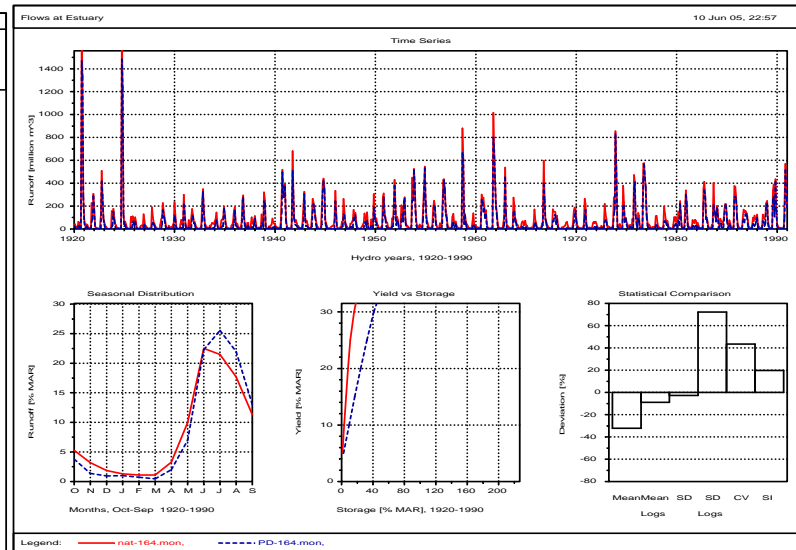 Flows at Estuary 10 Jun 05, 22:57
Time Series
Runoff [million m^3]
1400
1200
1000
800
600
400
200
0
1920 1930 1940 1950 1960 1970 1980 1990
Hydro years, 1920-1990
Seasonal Distribution
Runoff [% MAR]
30
25
20
15
10
5
0
O N D J F M A M J J A S
Months, Oct-Sep 1920-1990
Yield vs Storage
Yield [% MAR]
30
20
10
0
0 40 80 120 160 200
Storage [% MAR], 1920-1990
Statistical Comparison
Deviation [%]
80
60
40
20
0
-20
-40
-60
-80
Mean Mean SD SD CV SI
Logs Logs
Legend: nat-164.mon, PD-164.mon,